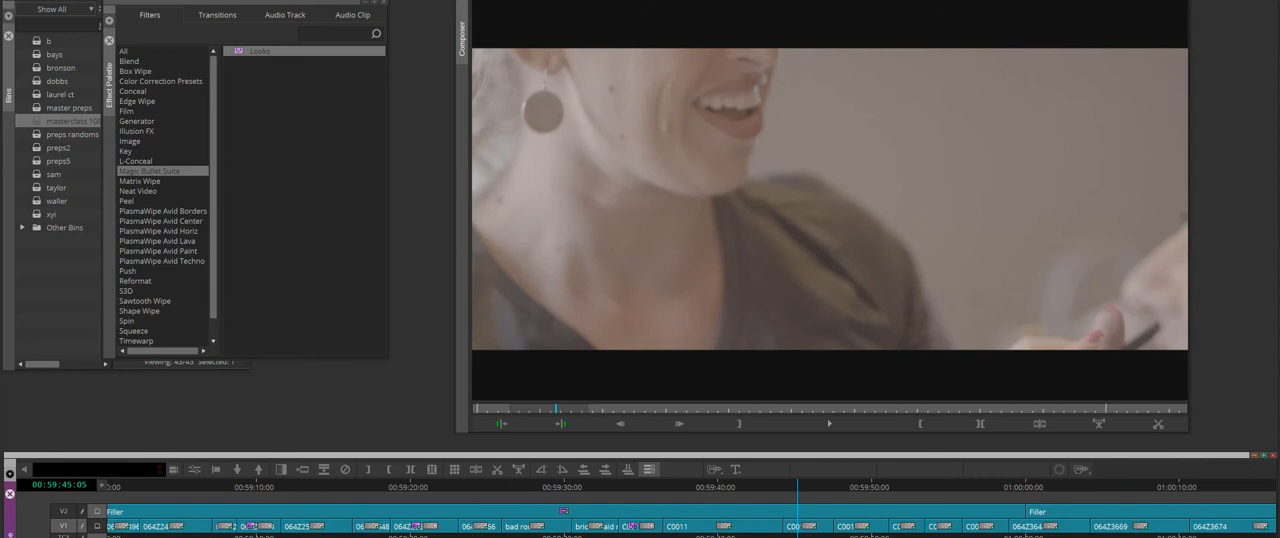 Show All
Bins
b
bays
bronson
dobbs
laurel ct
master preps
masterclass 108
preps randoms
preps2
preps5
sam
taylor
waller
xyi
Other Bins
Effect Palette
Filters
Transitions
Audio Track
Audio Clip
All
Blend
Box Wipe
Color Correction Presets
Conceal
Edge Wipe
Film
Generator
Illusion FX
Image
Key
L-Conceal
Magic Bullet Suite
Matrix Wipe
Neat Video
Peel
PlasmaWipe Avid Borders
PlasmaWipe Avid Center
PlasmaWipe Avid Horiz
PlasmaWipe Avid Lava
PlasmaWipe Avid Paint
PlasmaWipe Avid Techno
Push
Reformat
S3D
Sawtooth Wipe
Shape Wipe
Spin
Squeeze
Timewarp
Looks
Viewing: 43/43 Selected: 1
Composer
00:59:45:05
0:00
00:59:10:00
00:59:20:00
00:59:30:00
00:59:40:00
00:59:50:00
01:00:00:00
01:00:10:00
V2
Filler
Filler
V1
064Z24
064Z25
bad rou
C0011
C001
064Z364
064Z3669
064Z3674
TC1